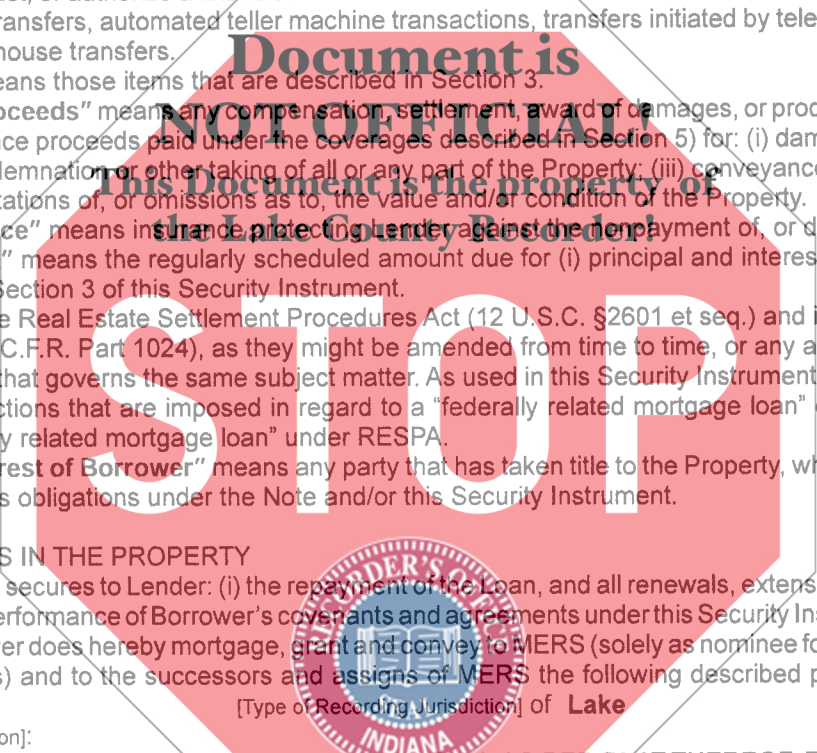 ransfers, automated teller machine transactions, transfers initiated by tele
house transfers.
Document is
eans those items that are described in Section 3.
oceeds” means any compensation, settlement, award of damages, or proc
NOT OFFICIAL!
ce proceeds paid under the coverages described in Section 5) for: (i) dam
demnation or other taking of all or any part of the Property; (iii) conveyance
This Document is the property of
tations of, or omissions as to, the value and/or condition of the Property.
the Lake County Recorder!
ce” means insurance protecting Lender against the nonpayment of, or d
” means the regularly scheduled amount due for (i) principal and interes
Section 3 of this Security Instrument.
STOP
e Real Estate Settlement Procedures Act (12 U.S.C. §2601 et seq.) and i
C.F.R. Part 1024), as they might be amended from time to time, or any a
that governs the same subject matter. As used in this Security Instrument
ctions that are imposed in regard to a “federally related mortgage loan”
y related mortgage loan” under RESPA.
rest of Borrower” means any party that has taken title to the Property, wh
s obligations under the Note and/or this Security Instrument.
S IN THE PROPERTY
secures to Lender: (i) the repayment of the Loan, and all renewals, extens
erformance of Borrower’s covenants and agreements under this Security Ins
er does hereby mortgage, grant and convey to MERS (solely as nominee fo
s) and to the successors and assigns of MERS the following described p
[Type of Recording Jurisdiction] of Lake
RECORDER'S OFFICE
SEAL
INDIANA
on]: